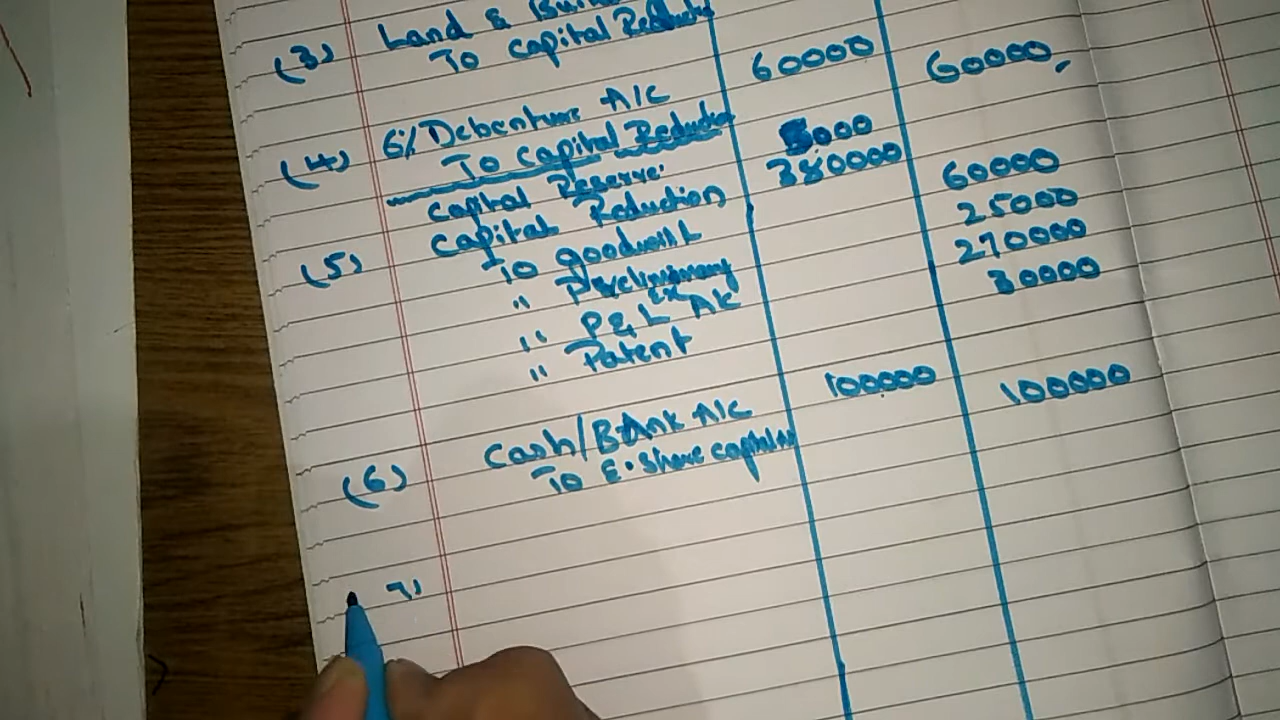 (3) Land & Buil
To Capital Reduction
60000 60000
(4) 6% Debenture A/C
To Capital Reduction
Capital Reserve 5000
(5) Capital Reduction 380000
To goodwill 60000
" Preliminary Ex 25000
" P&L A/c 270000
" Patent 30000
(6) Cash/Bank A/C 100000
To E. Share capital A/c 100000
7)